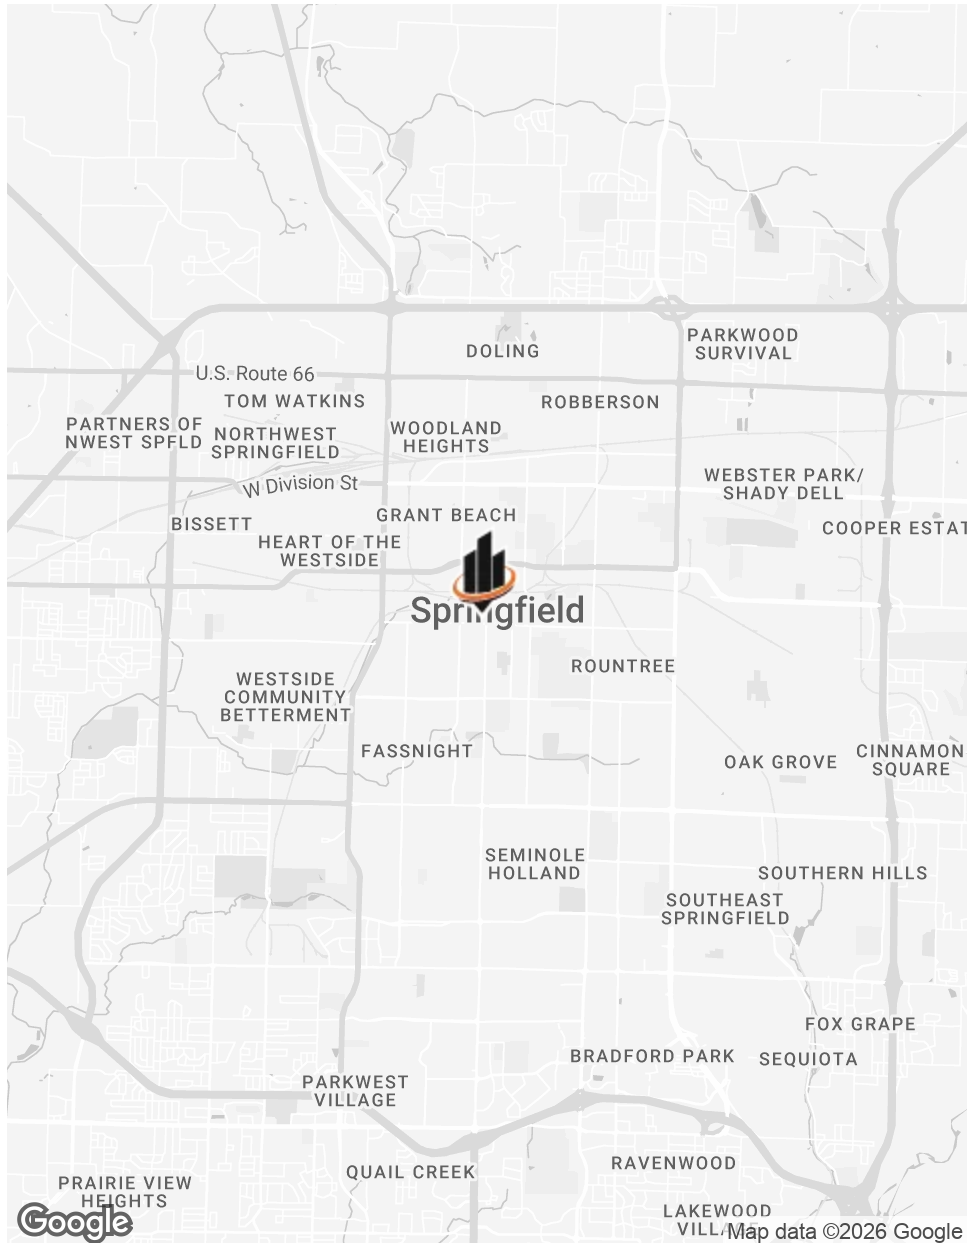 DOLING
PARKWOOD
SURVIVAL
U.S. Route 66
TOM WATKINS
ROBBERSON
PARTNERS OF
NWEST SPFLD
NORTHWEST
SPRINGFIELD
WOODLAND
HEIGHTS
W Division St
WEBSTER PARK/
SHADY DELL
BISSETT
GRANT BEACH
COOPER ESTAT
HEART OF THE
WESTSIDE
Springfield
ROUNTREE
WESTSIDE
COMMUNITY
BETTERMENT
FASSNIGHT
OAK GROVE
CINNAMON
SQUARE
SEMINOLE
HOLLAND
SOUTHERN HILLS
SOUTHEAST
SPRINGFIELD
FOX GRAPE
BRADFORD PARK
SEQUIOTA
PARKWEST
VILLAGE
QUAIL CREEK
RAVENWOOD
PRAIRIE VIEW
HEIGHTS
LAKEWOOD
VILLAGE
Google
Map data ©2026 Google